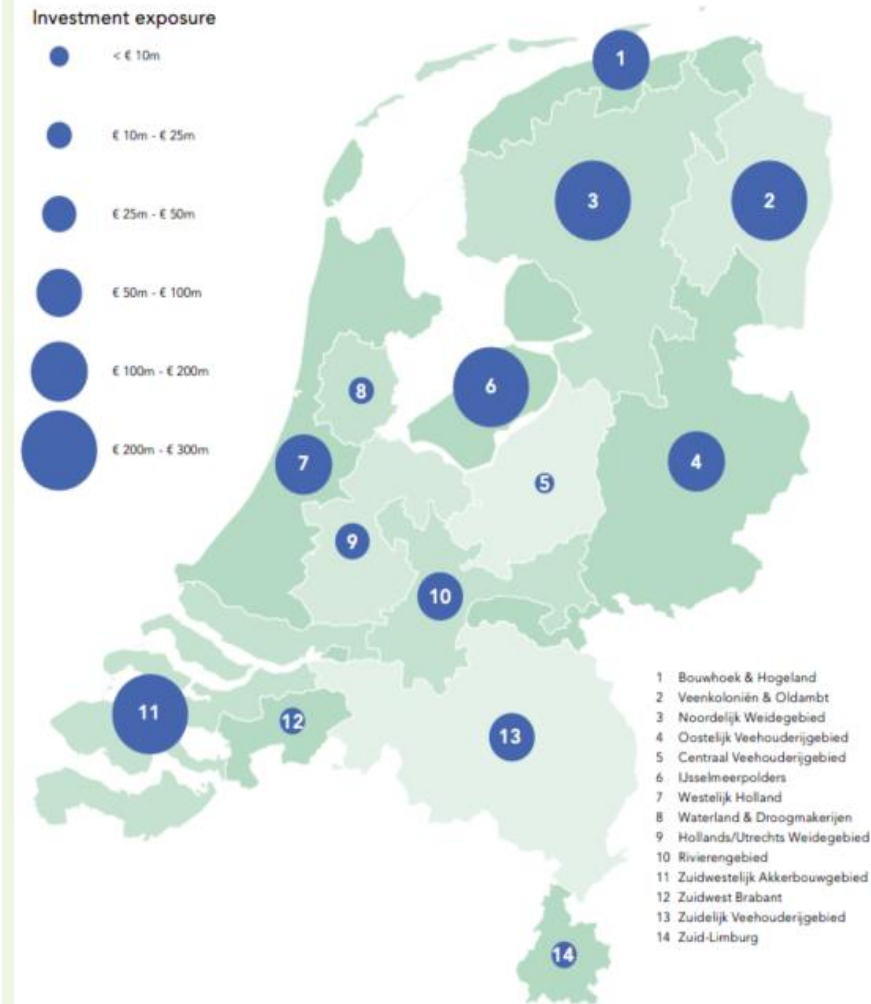 Investment exposure
< € 10m
€ 10m - € 25m
€ 25m - € 50m
€ 50m - € 100m
€ 100m - € 200m
€ 200m - € 300m
1
3
2
8
6
7
4
5
9
10
11
12
13
14
1 Bouwhoek & Hogeland
2 Veenkoloniën & Oldambt
3 Noordelijk Weidegebied
4 Oostelijk Veehouderijgebied
5 Centraal Veehouderijgebied
6 IJsselmeerpolders
7 Westelijk Holland
8 Waterland & Droogmakerijen
9 Hollands/Utrechts Weidegebied
10 Rivierengebied
11 Zuidwestelijk Akkerbouwgebied
12 Zuidwest Brabant
13 Zuidelijk Veehouderijgebied
14 Zuid-Limburg